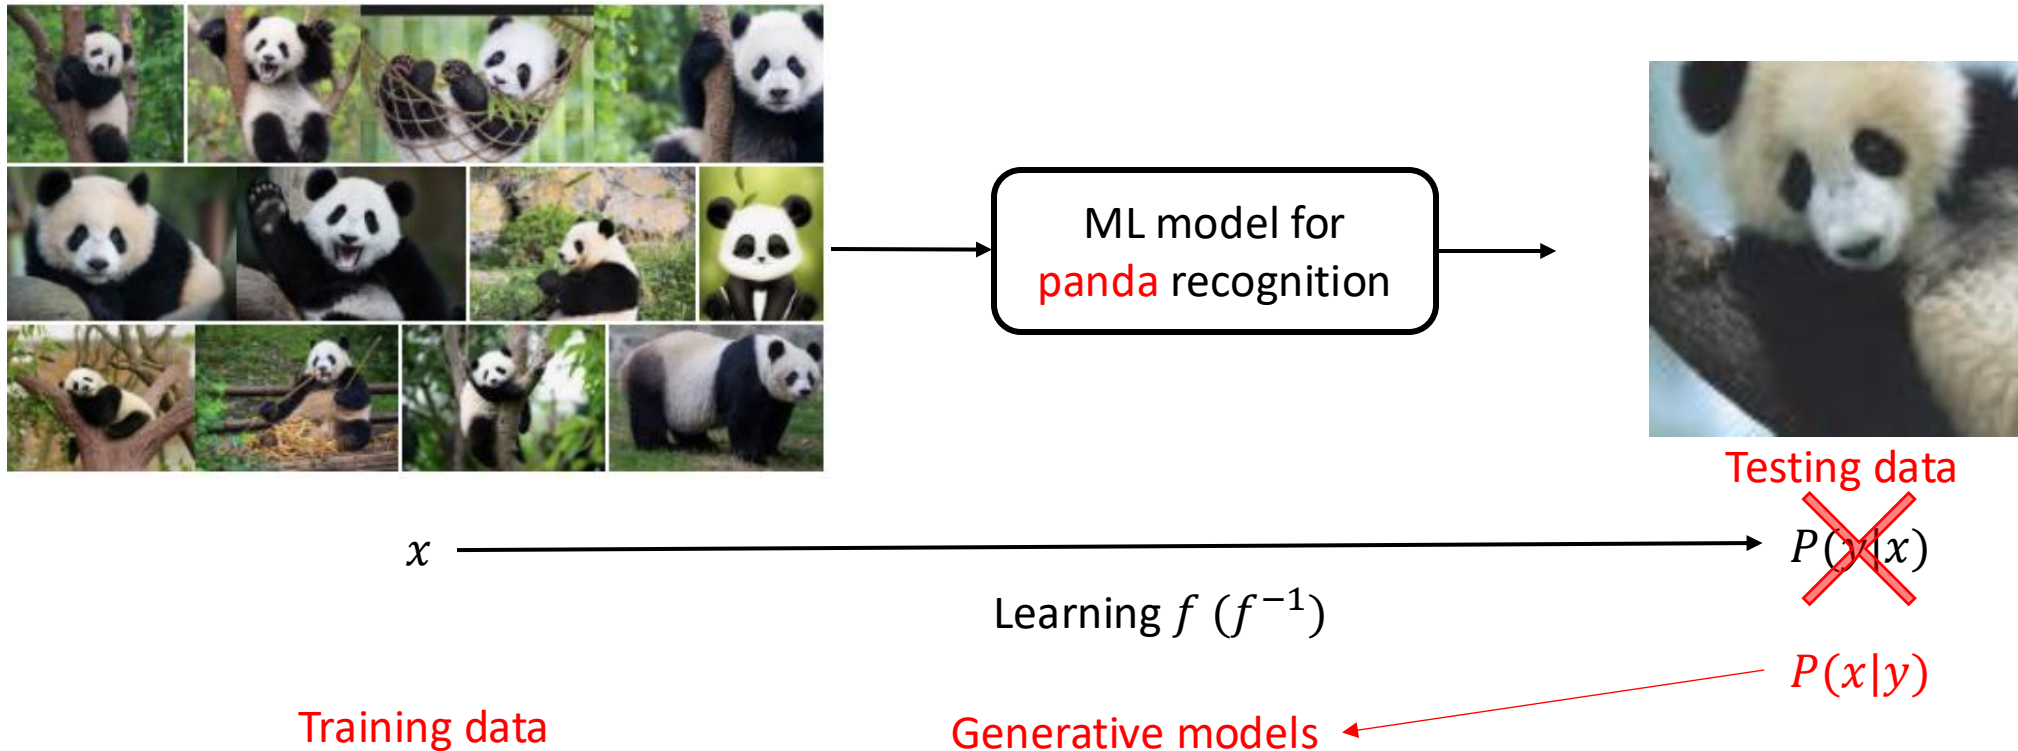 ML model for
panda recognition
Testing data
x
P(y|x)
Learning f (f⁻¹)
P(x|y)
Training data
Generative models